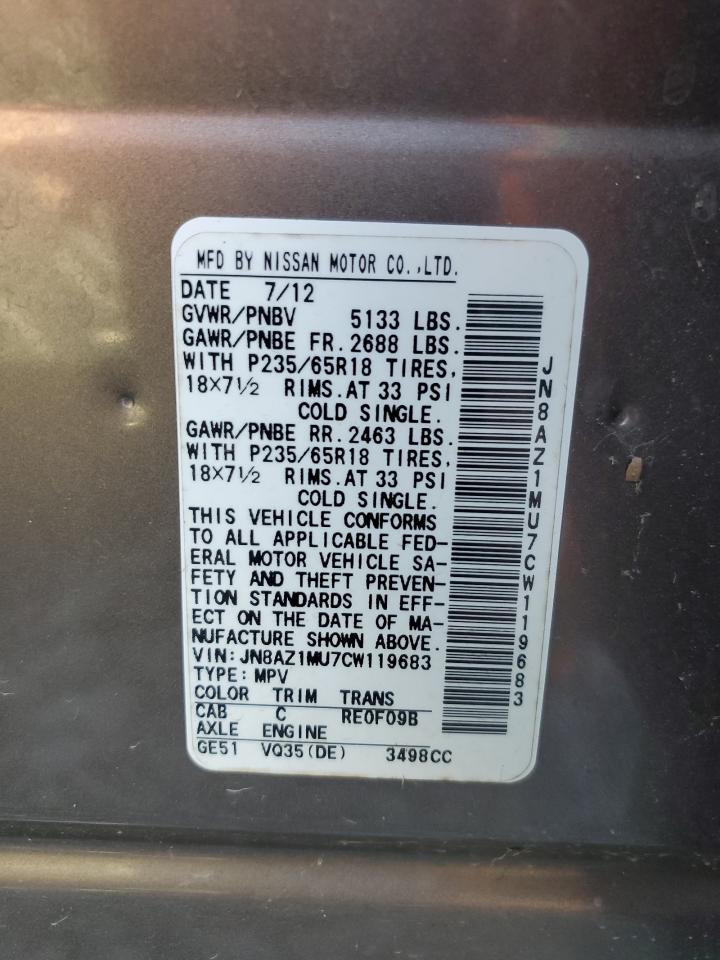 MFD BY NISSAN MOTOR CO.,LTD.
DATE 7/12
GVWR/PNBV 5133 LBS.
GAWR/PNBE FR. 2688 LBS.
WITH P235/65R18 TIRES,
18×7½ RIMS.AT 33 PSI
COLD SINGLE.
GAWR/PNBE RR. 2463 LBS.
WITH P235/65R18 TIRES,
18×7½ RIMS.AT 33 PSI
COLD SINGLE.
THIS VEHICLE CONFORMS
TO ALL APPLICABLE FED-
ERAL MOTOR VEHICLE SA-
FETY AND THEFT PREVEN-
TION STANDARDS IN EFF-
ECT ON THE DATE OF MA-
NUFACTURE SHOWN ABOVE.
VIN:JN8AZ1MU7CW119683
TYPE:MPV
COLOR TRIM TRANS
CAB C RE0F09B
AXLE ENGINE
GE51 VQ35(DE) 3498CC
JN8AZ1MU7CW119683